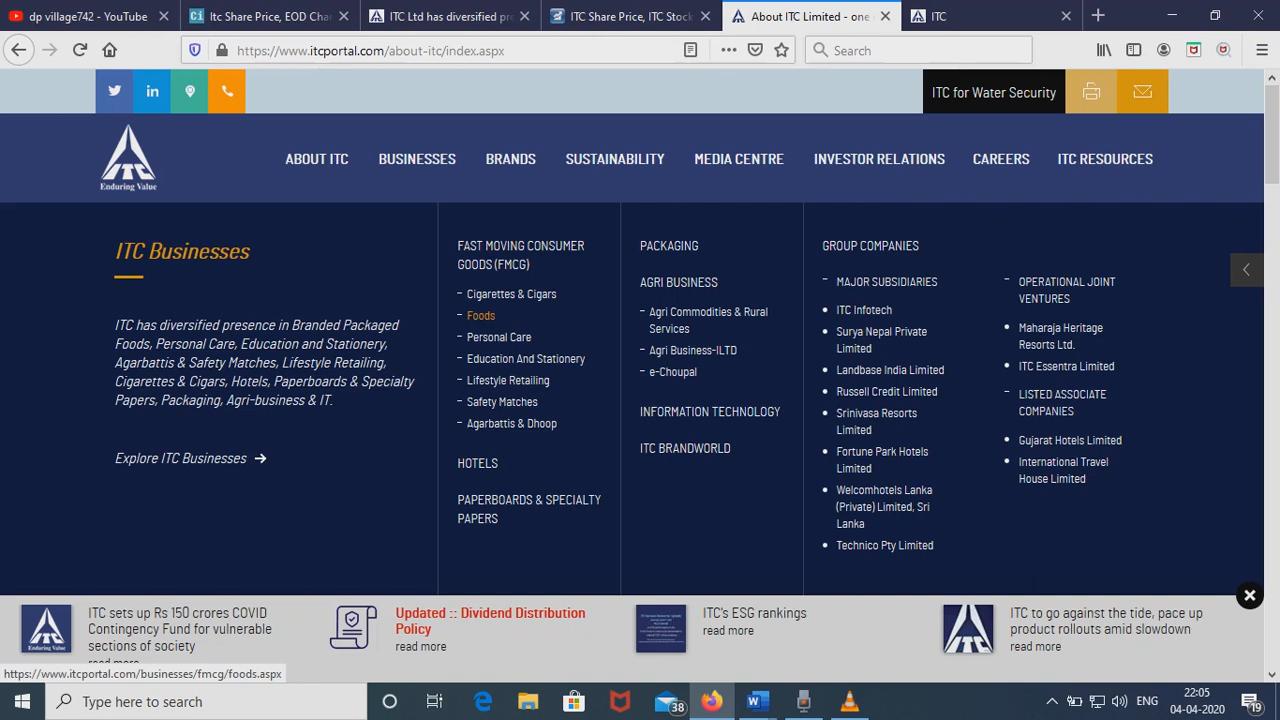 dp village742 - YouTube
Itc Share Price, EOD Cha
ITC Ltd has diversified pre
ITC Share Price, ITC Stock
About ITC Limited - one
ITC
https://www.itcportal.com/about-itc/index.aspx
Search
ITC for Water Security
ITC
Enduring Value
ABOUT ITC
BUSINESSES
BRANDS
SUSTAINABILITY
MEDIA CENTRE
INVESTOR RELATIONS
CAREERS
ITC RESOURCES
ITC Businesses
ITC has diversified presence in Branded Packaged
Foods, Personal Care, Education and Stationery,
Agarbattis & Safety Matches, Lifestyle Retailing,
Cigarettes & Cigars, Hotels, Paperboards & Specialty
Papers, Packaging, Agri-business & IT.
Explore ITC Businesses
FAST MOVING CONSUMER
GOODS (FMCG)
Cigarettes & Cigars
Foods
Personal Care
Education And Stationery
Lifestyle Retailing
Safety Matches
Agarbattis & Dhoop
HOTELS
PAPERBOARDS & SPECIALTY
PAPERS
PACKAGING
AGRI BUSINESS
Agri Commodities & Rural
Services
Agri Business-ILTD
e-Choupal
INFORMATION TECHNOLOGY
ITC BRANDWORLD
GROUP COMPANIES
MAJOR SUBSIDIARIES
ITC Infotech
Surya Nepal Private
Limited
Landbase India Limited
Russell Credit Limited
Srinivasa Resorts
Limited
Fortune Park Hotels
Limited
Welcomhotels Lanka
(Private) Limited, Sri
Lanka
Technico Pty Limited
OPERATIONAL JOINT
VENTURES
Maharaja Heritage
Resorts Ltd.
ITC Essentra Limited
LISTED ASSOCIATE
COMPANIES
Gujarat Hotels Limited
International Travel
House Limited
ITC sets up Rs 150 crores COVID
Contingency Fund for vulnerable
sections of society
read more
Updated :: Dividend Distribution
Policy
read more
ITC's ESG rankings
read more
ITC to go against the tide, pace up
product rollouts amid slowdown
read more
https://www.itcportal.com/businesses/fmcg/foods.aspx
Type here to search
38
ENG
22:05
04-04-2020
19